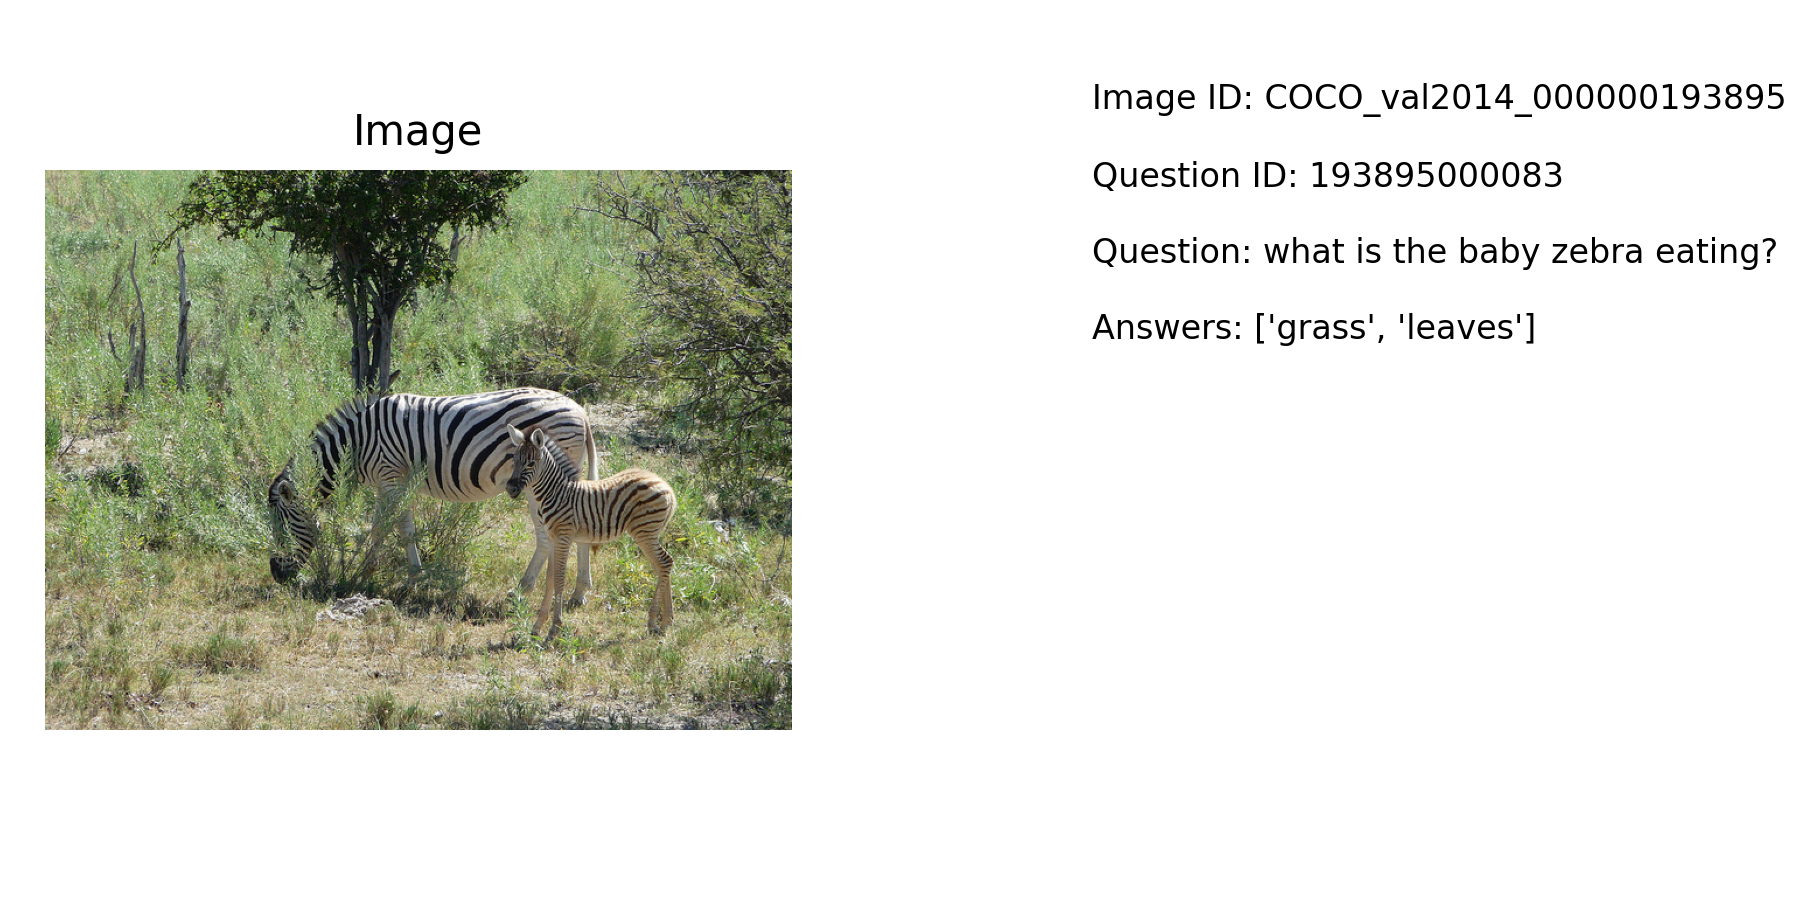 Image
Image ID: COCO_val2014_000000193895
Question ID: 193895000083
Question: what is the baby zebra eating?
Answers: ['grass', 'leaves']